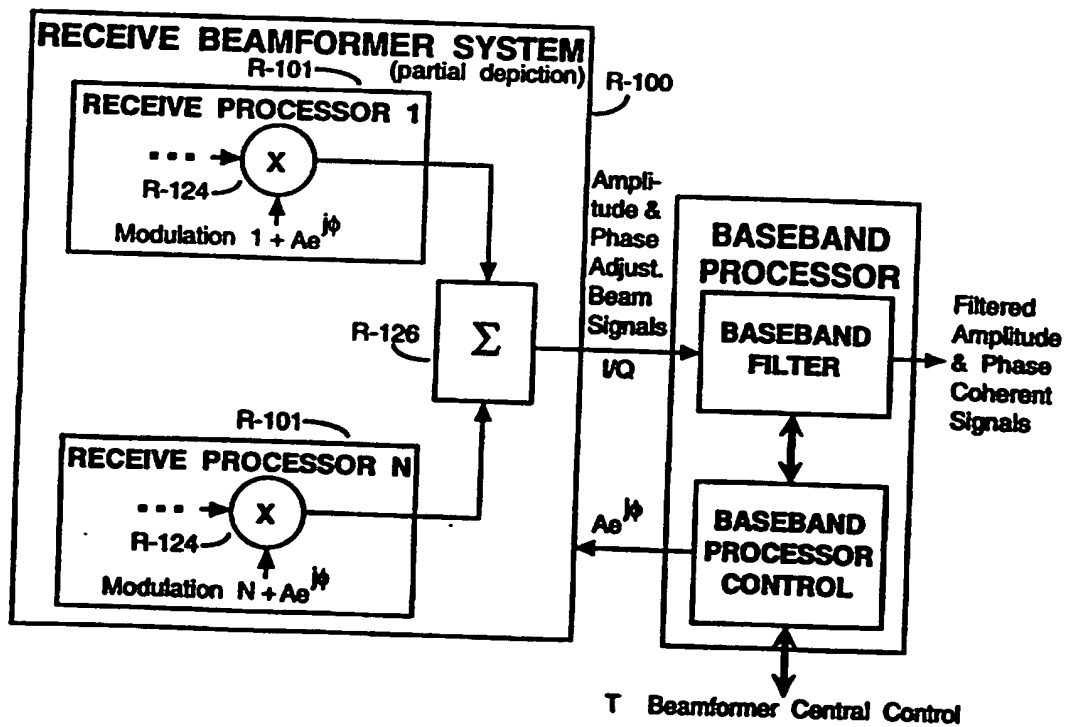 RECEIVE BEAMFORMER SYSTEM
(partial depiction)
R-101
R-100
RECEIVE PROCESSOR 1
X
R-124
Modulation 1 + Ae^jϕ
R-126
Σ
R-101
RECEIVE PROCESSOR N
X
R-124
Modulation N + Ae^jϕ
Ampli-
tude &
Phase
Adjust.
Beam
Signals
I/Q
Ae^jϕ
BASEBAND
PROCESSOR
BASEBAND
FILTER
BASEBAND
PROCESSOR
CONTROL
Filtered
Amplitude
& Phase
Coherent
Signals
T Beamformer Central Control